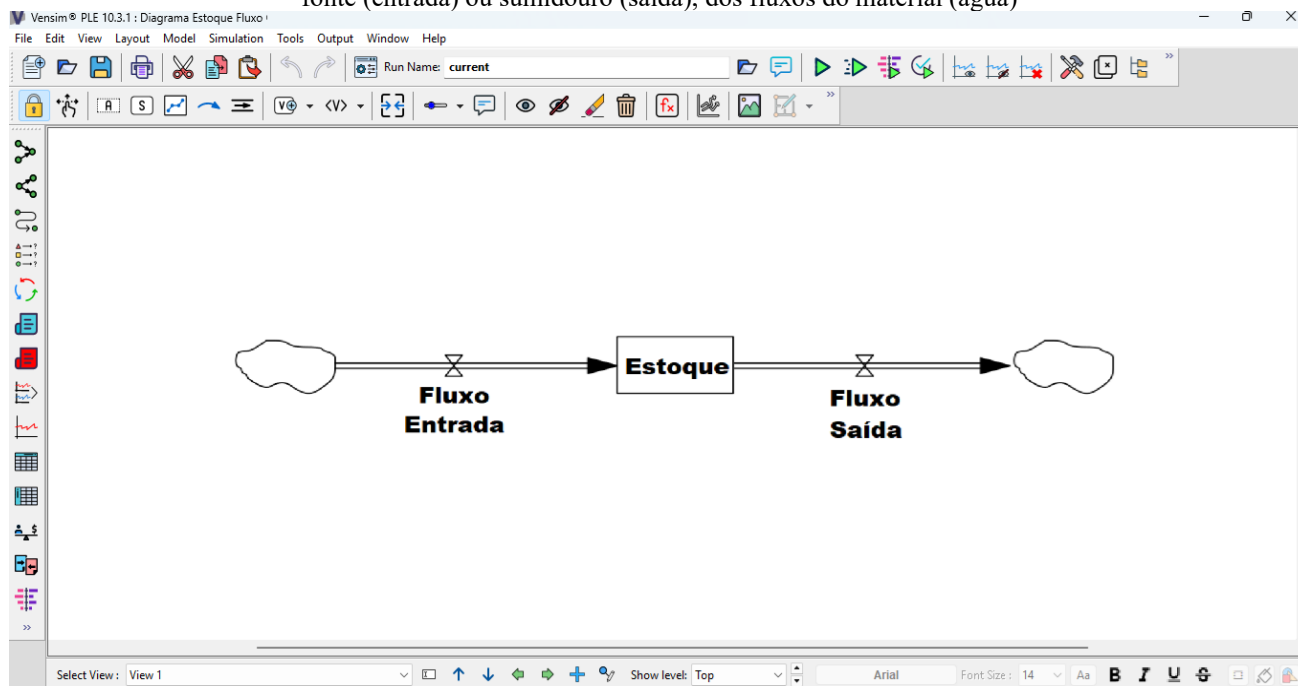 fonte (entrada) ou sumidouro (saída), dos fluxos do material (água)
Vensim® PLE 10.3.1 : Diagrama Estoque Fluxo
File Edit View Layout Model Simulation Tools Output Window Help
Run Name: current
Estoque
Fluxo
Entrada
Fluxo
Saída
Select View: View 1 Show level: Top Arial Font Size: 14 Aa B I U S